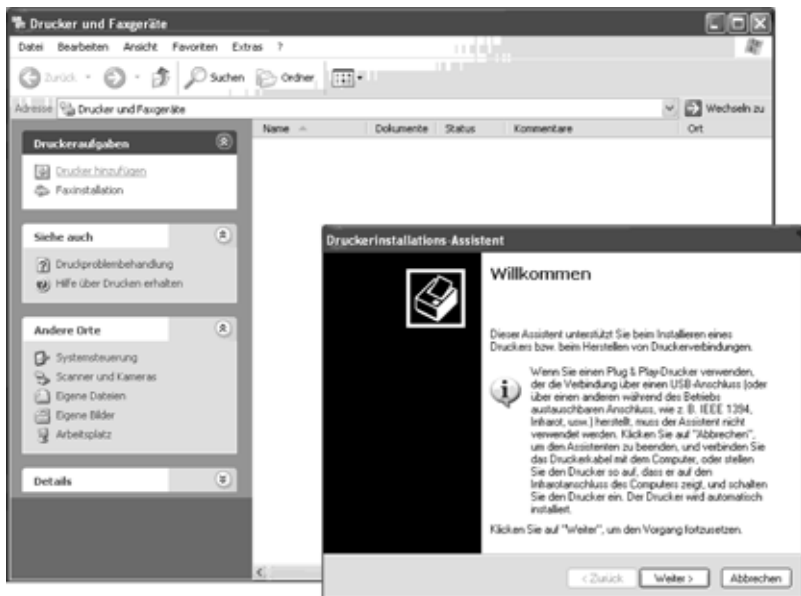 Drucker und Faxgeräte
Datei Bearbeiten Ansicht Favoriten Extras ?
Zurück Suchen Ordner
Adresse Drucker und Faxgeräte Wechseln zu
Name Dokumente Status Kommentare Ort
Druckeraufgaben
Drucker hinzufügen
Faxinstallation
Siehe auch
Druckproblembehandlung
Hilfe über Drucken erhalten
Andere Orte
Systemsteuerung
Scanner und Kameras
Eigene Dateien
Eigene Bilder
Arbeitsplatz
Details
Druckerinstallations-Assistent
Willkommen
Dieser Assistent unterstützt Sie beim Installieren eines
Druckers bzw. beim Herstellen von Druckerverbindungen.
Wenn Sie einen Plug & Play-Drucker verwenden,
der die Verbindung über einen USB-Anschluss (oder
über einen anderen während des Betriebs
austauschbaren Anschluss, wie z. B. IEEE 1394,
Infrarot, usw.) herstellt, muss der Assistent nicht
verwendet werden. Klicken Sie auf "Abbrechen",
um den Assistenten zu beenden, und verbinden Sie
das Druckerkabel mit dem Computer, oder stellen
Sie den Drucker so auf, dass er auf den
Infrarotanschluss des Computers zeigt, und schalten
Sie den Drucker ein. Der Drucker wird automatisch
installiert.
Klicken Sie auf "Weiter", um den Vorgang fortzusetzen.
< Zurück Weiter > Abbrechen